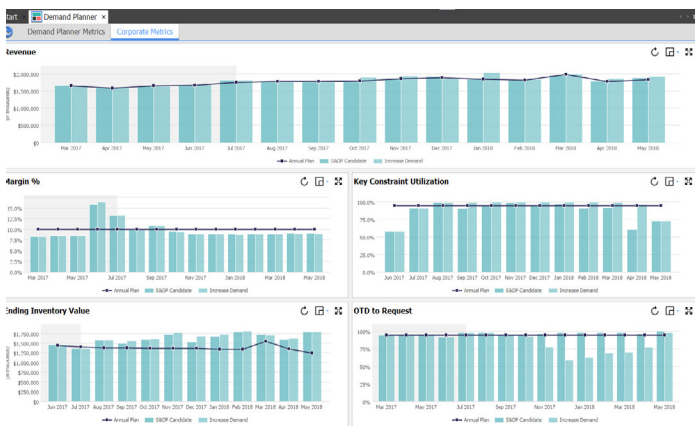 tart
Demand Planner ×
Demand Planner Metrics
Corporate Metrics
Revenue
$2,000,000
$1,500,000
$1,000,000
$500,000
$0
Mar 2017 Apr 2017 May 2017 Jun 2017 Jul 2017 Aug 2017 Sep 2017 Oct 2017 Nov 2017 Dec 2017 Jan 2018 Feb 2018 Mar 2018 Apr 2018 May 2018
Annual Plan S&OP Candidate Increase Demand
Margin %
15.0%
12.5%
10.0%
7.5%
5.0%
2.5%
0.0%
Mar 2017 May 2017 Jul 2017 Sep 2017 Nov 2017 Jan 2018 Mar 2018 May 2018
Annual Plan S&OP Candidate Increase Demand
Key Constraint Utilization
100.0%
75.0%
50.0%
25.0%
0.0%
Jun 2017 Jul 2017 Aug 2017 Sep 2017 Oct 2017 Nov 2017 Dec 2017 Jan 2018 Feb 2018 Mar 2018 Apr 2018 May 2018
Annual Plan S&OP Candidate Increase Demand
Ending Inventory Value
$1,750,000
$1,500,000
$1,250,000
$1,000,000
$750,000
$500,000
$250,000
$0
Jun 2017 Jul 2017 Aug 2017 Sep 2017 Oct 2017 Nov 2017 Dec 2017 Jan 2018 Feb 2018 Mar 2018 Apr 2018 May 2018
Annual Plan S&OP Candidate Increase Demand
OTD to Request
100%
75%
50%
25%
0%
Mar 2017 May 2017 Jul 2017 Sep 2017 Nov 2017 Jan 2018 Mar 2018 May 2018
Annual Plan S&OP Candidate Increase Demand